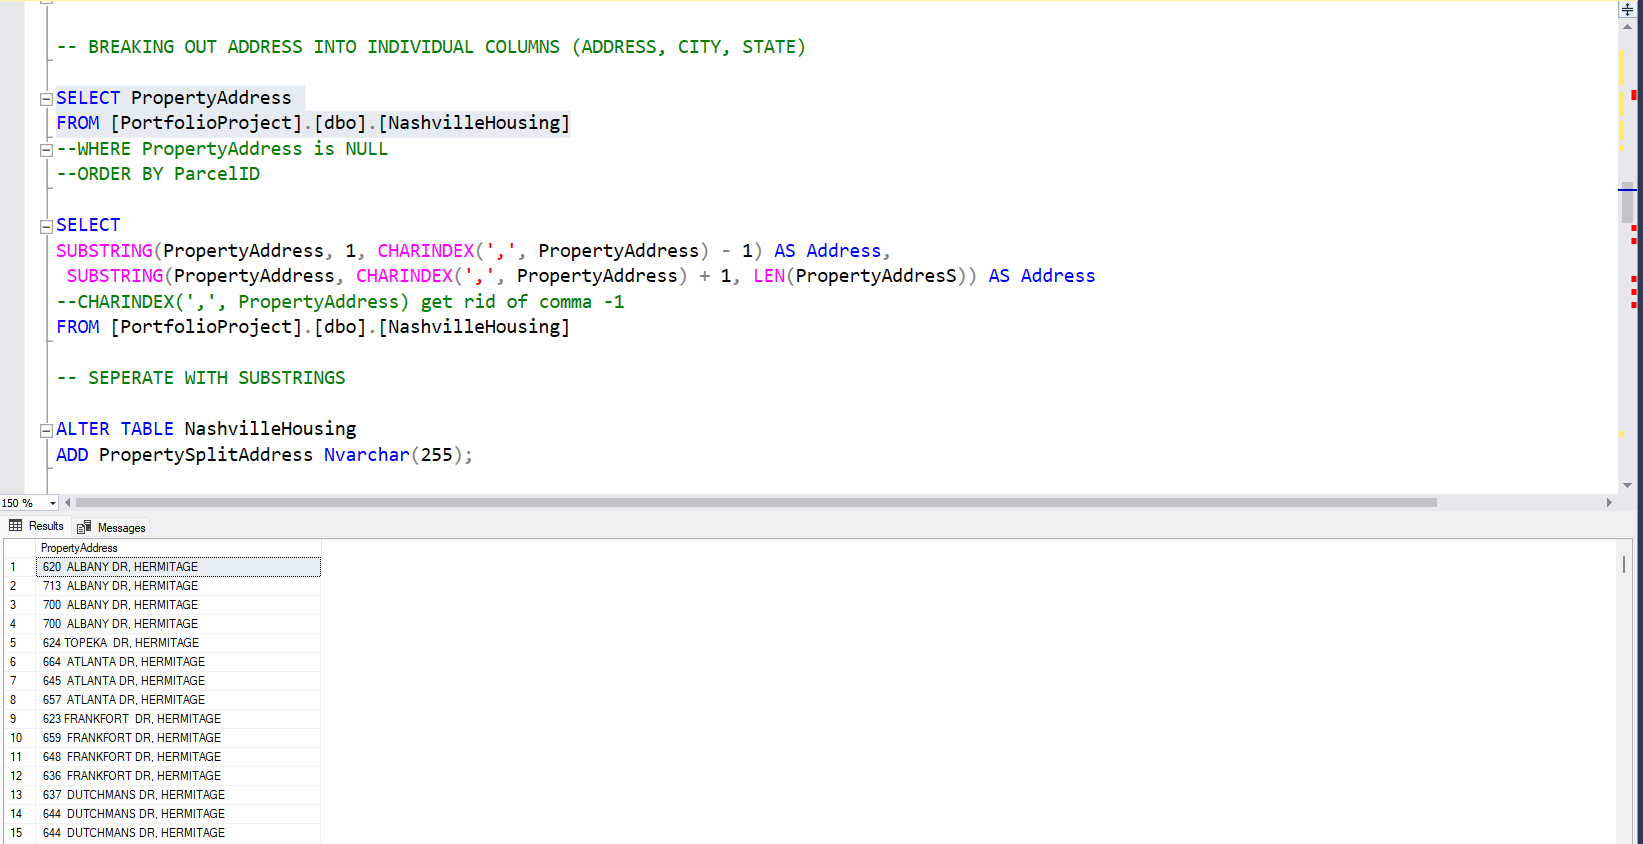 -- BREAKING OUT ADDRESS INTO INDIVIDUAL COLUMNS (ADDRESS, CITY, STATE)
SELECT PropertyAddress
FROM [PortfolioProject].[dbo].[NashvilleHousing]
--WHERE PropertyAddress is NULL
--ORDER BY ParcelID
SELECT
SUBSTRING(PropertyAddress, 1, CHARINDEX(',', PropertyAddress) - 1) AS Address,
SUBSTRING(PropertyAddress, CHARINDEX(',', PropertyAddress) + 1, LEN(PropertyAddresS)) AS Address
--CHARINDEX(',', PropertyAddress) get rid of comma -1
FROM [PortfolioProject].[dbo].[NashvilleHousing]
-- SEPERATE WITH SUBSTRINGS
ALTER TABLE NashvilleHousing
ADD PropertySplitAddress Nvarchar(255);
150 %
Results Messages
PropertyAddress
1 620 ALBANY DR, HERMITAGE
2 713 ALBANY DR, HERMITAGE
3 700 ALBANY DR, HERMITAGE
4 700 ALBANY DR, HERMITAGE
5 624 TOPEKA DR, HERMITAGE
6 664 ATLANTA DR, HERMITAGE
7 645 ATLANTA DR, HERMITAGE
8 657 ATLANTA DR, HERMITAGE
9 623 FRANKFORT DR, HERMITAGE
10 659 FRANKFORT DR, HERMITAGE
11 648 FRANKFORT DR, HERMITAGE
12 636 FRANKFORT DR, HERMITAGE
13 637 DUTCHMANS DR, HERMITAGE
14 644 DUTCHMANS DR, HERMITAGE
15 644 DUTCHMANS DR, HERMITAGE